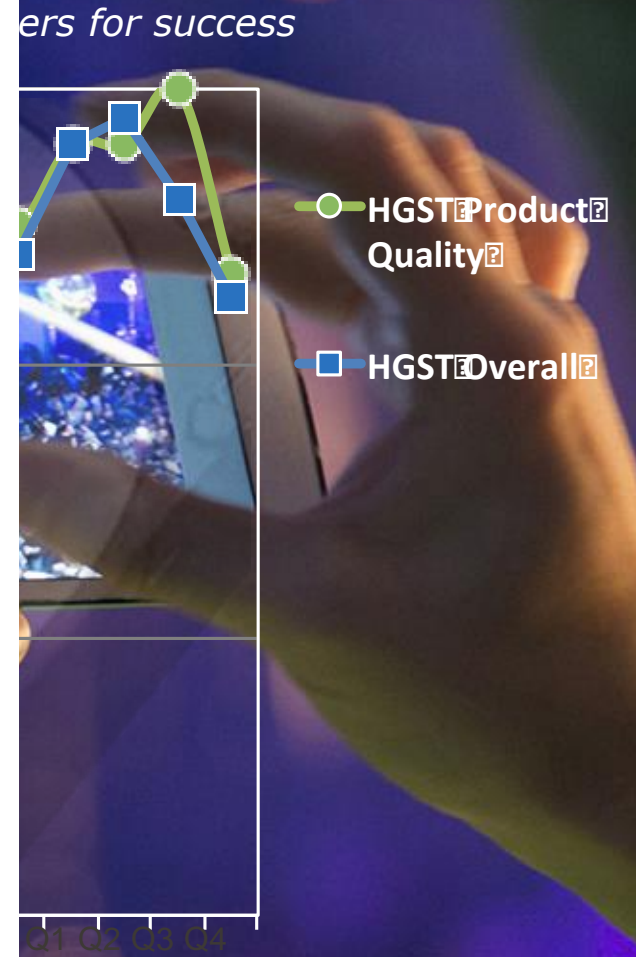 ers for success
HGST Product
Quality
HGST Overall
Q1 Q2 Q3 Q4